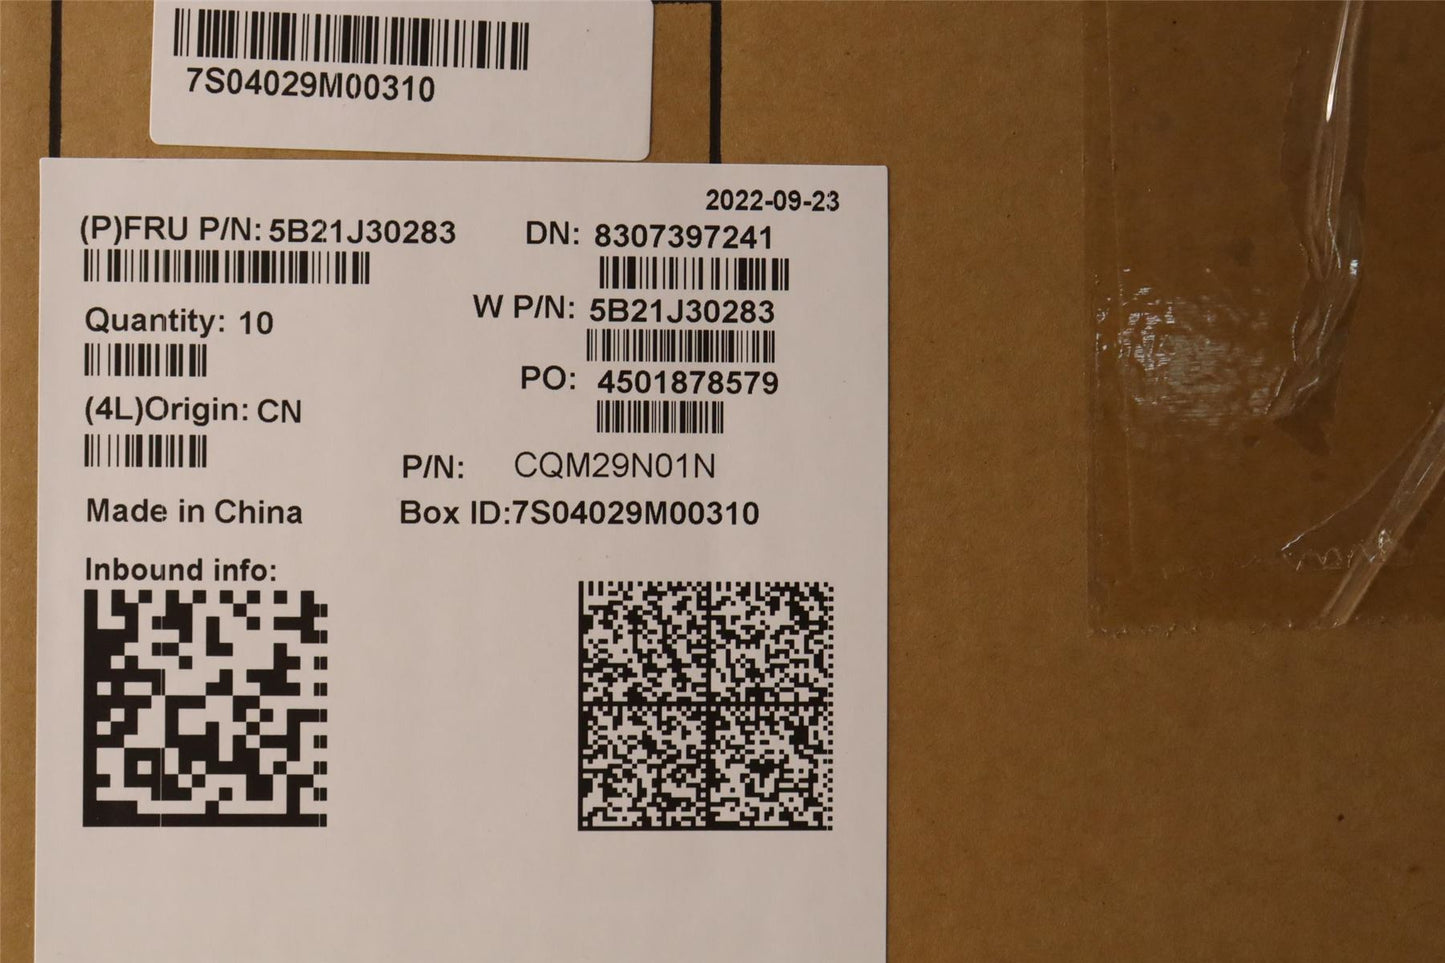 7S04029M00310
2022-09-23
(P)FRU P/N: 5B21J30283
DN: 8307397241
W P/N: 5B21J30283
Quantity: 10
PO: 4501878579
(4L)Origin: CN
P/N: CQM29N01N
Made in China
Box ID:7S04029M00310
Inbound info: